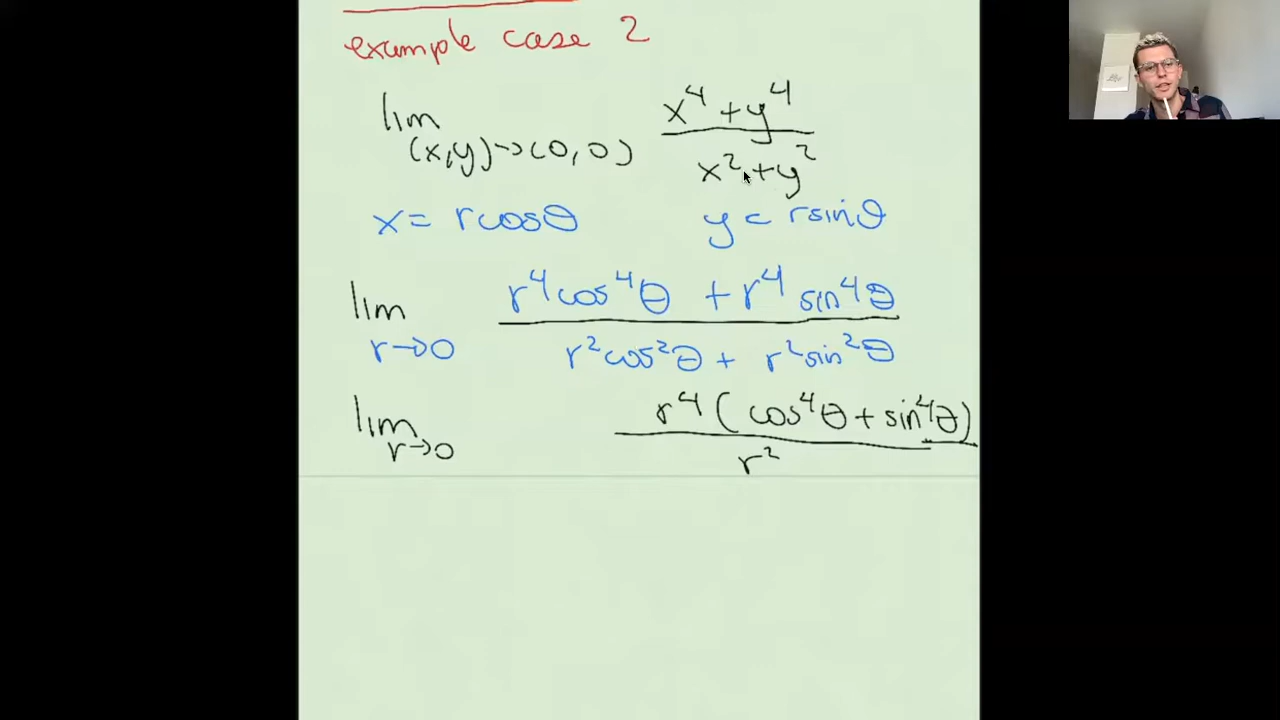 example case 2
lim (x,y)→(0,0) x⁴+y⁴ / x²+y²
x = rcosθ y = rsinθ
lim r→0 r⁴cos⁴θ + r⁴sin⁴θ / r²cos²θ + r²sin²θ
lim r→0 r⁴(cos⁴θ + sin⁴θ) / r²